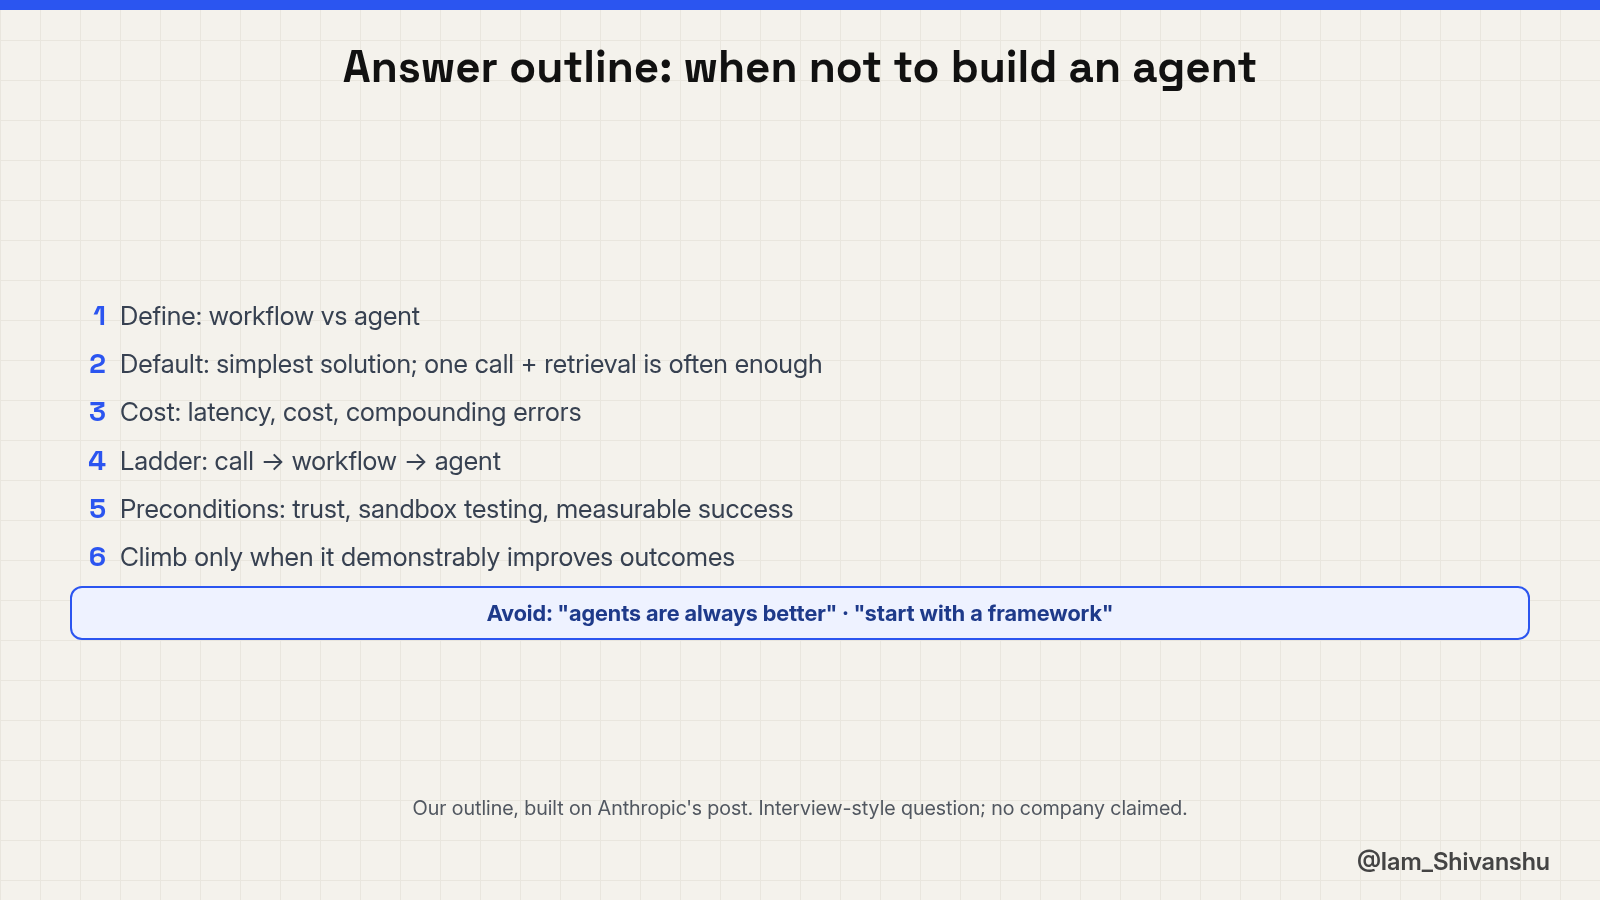 Answer outline: when not to build an agent
1 Define: workflow vs agent
2 Default: simplest solution; one call + retrieval is often enough
3 Cost: latency, cost, compounding errors
4 Ladder: call → workflow → agent
5 Preconditions: trust, sandbox testing, measurable success
6 Climb only when it demonstrably improves outcomes
Avoid: "agents are always better" · "start with a framework"
Our outline, built on Anthropic's post. Interview-style question; no company claimed.
@Iam_Shivanshu